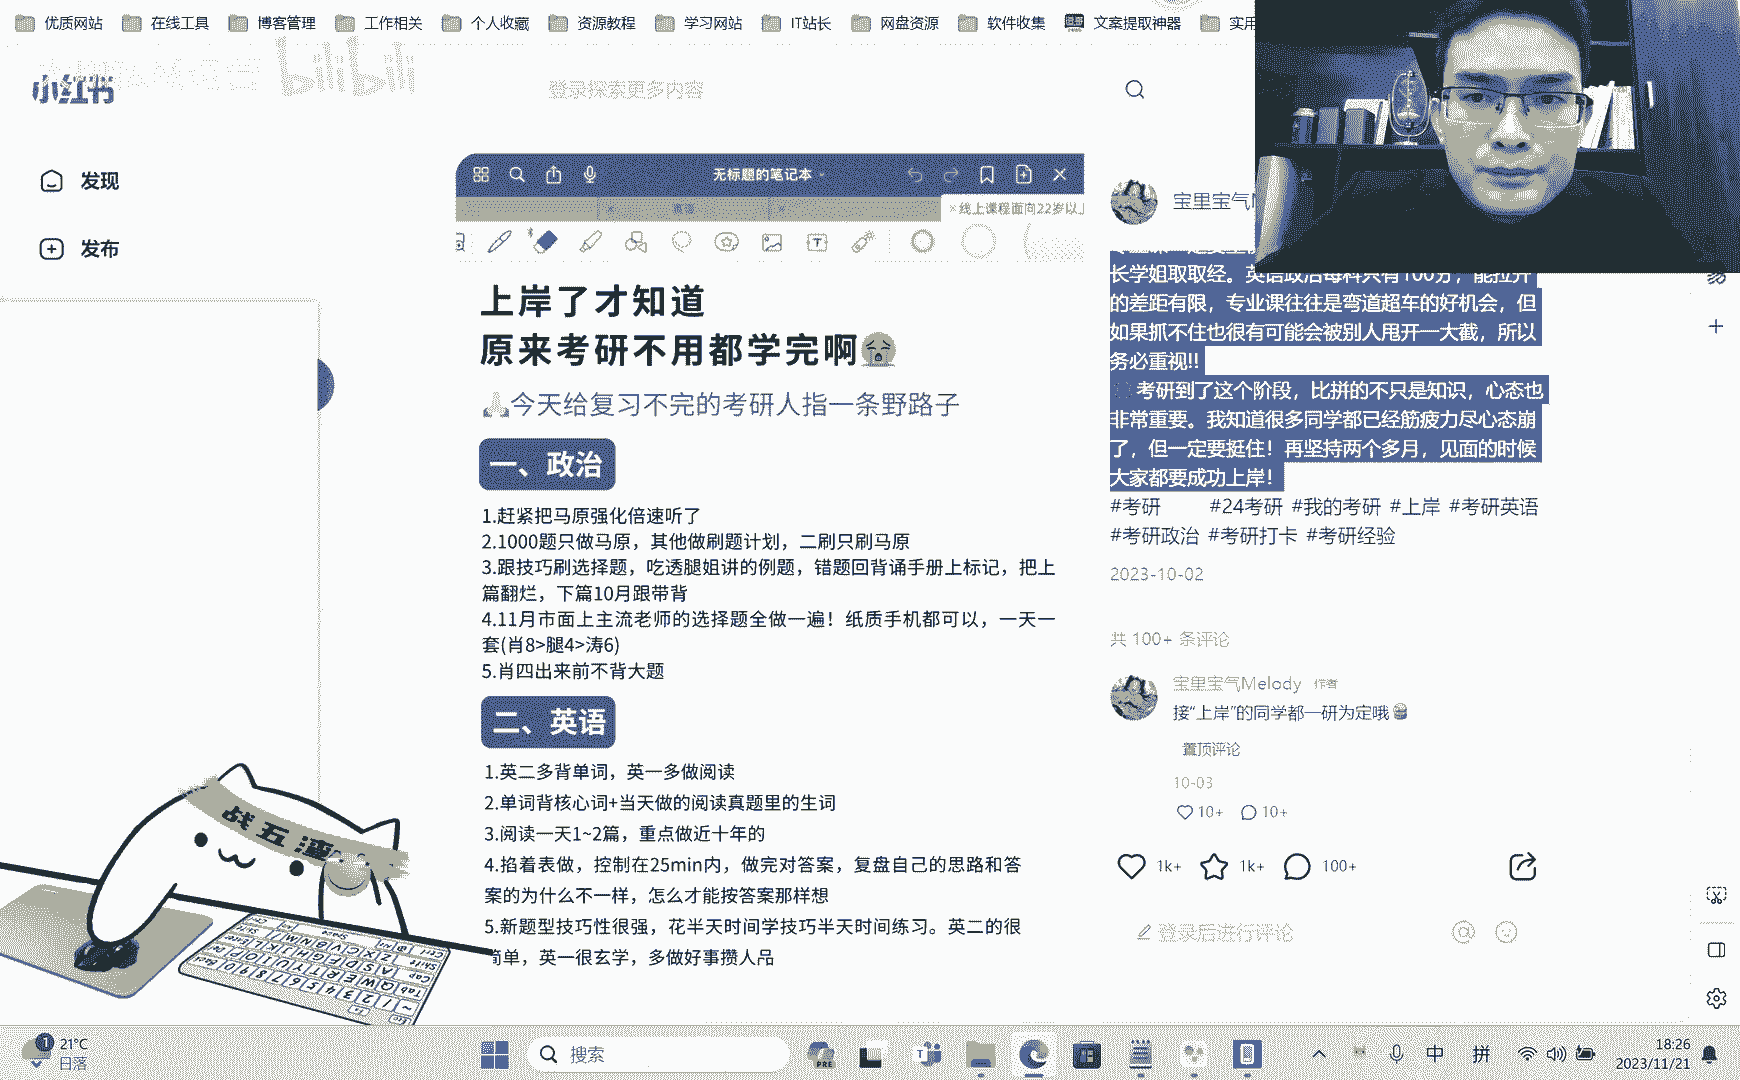 优质网站 在线工具 博客管理 工作相关 个人收藏 资源教程 学习网站 IT站长 网盘资源 软件收集 文案提取神器 实用
小红书
bilibili
登录探索更多内容
发现
发布
无标题的笔记本
英语
线上课程面向22岁以上
上岸了才知道
原来考研不用都学完啊😭
🙏今天给复习不完的考研人指一条野路子
一、政治
1.赶紧把马原强化倍速听了
2.1000题只做马原，其他做刷题计划，二刷只刷马原
3.跟技巧刷选择题，吃透腿姐讲的例题，错题回背诵手册上标记，把上
篇翻烂，下篇10月跟带背
4.11月市面上主流老师的选择题全做一遍！纸质手机都可以，一天一
套(肖8>腿4>涛6)
5.肖四出来前不背大题
二、英语
1.英二多背单词，英一多做阅读
2.单词背核心词+当天做的阅读真题里的生词
3.阅读一天1~2篇，重点做近十年的
4.掐着表做，控制在25min内，做完对答案，复盘自己的思路和答
案的为什么不一样，怎么才能按答案那样想
5.新题型技巧性很强，花半天时间学技巧半天时间练习。英二的很
简单，英一很玄学，多做好事攒人品
宝里宝气
长学姐取取经。英语政治每科只有100分，能拉开
的差距有限，专业课往往是弯道超车的好机会，但
如果抓不住也很有可能会被别人甩开一大截，所以
务必重视!!
考研到了这个阶段，比拼的不只是知识，心态也
非常重要。我知道很多同学都已经筋疲力尽心态崩
了，但一定要挺住！再坚持两个多月，见面的时候
大家都要成功上岸！
#考研 #24考研 #我的考研 #上岸 #考研英语
#考研政治 #考研打卡 #考研经验
2023-10-02
共 100+ 条评论
宝里宝气Melody 作者
接“上岸”的同学都一研为定哦
置顶评论
10-03
10+ 10+
1k+ 1k+ 100+
登录后进行评论
战五渣
1
21°C
日落
搜索
PRE
中 拼
18:26
2023/11/21